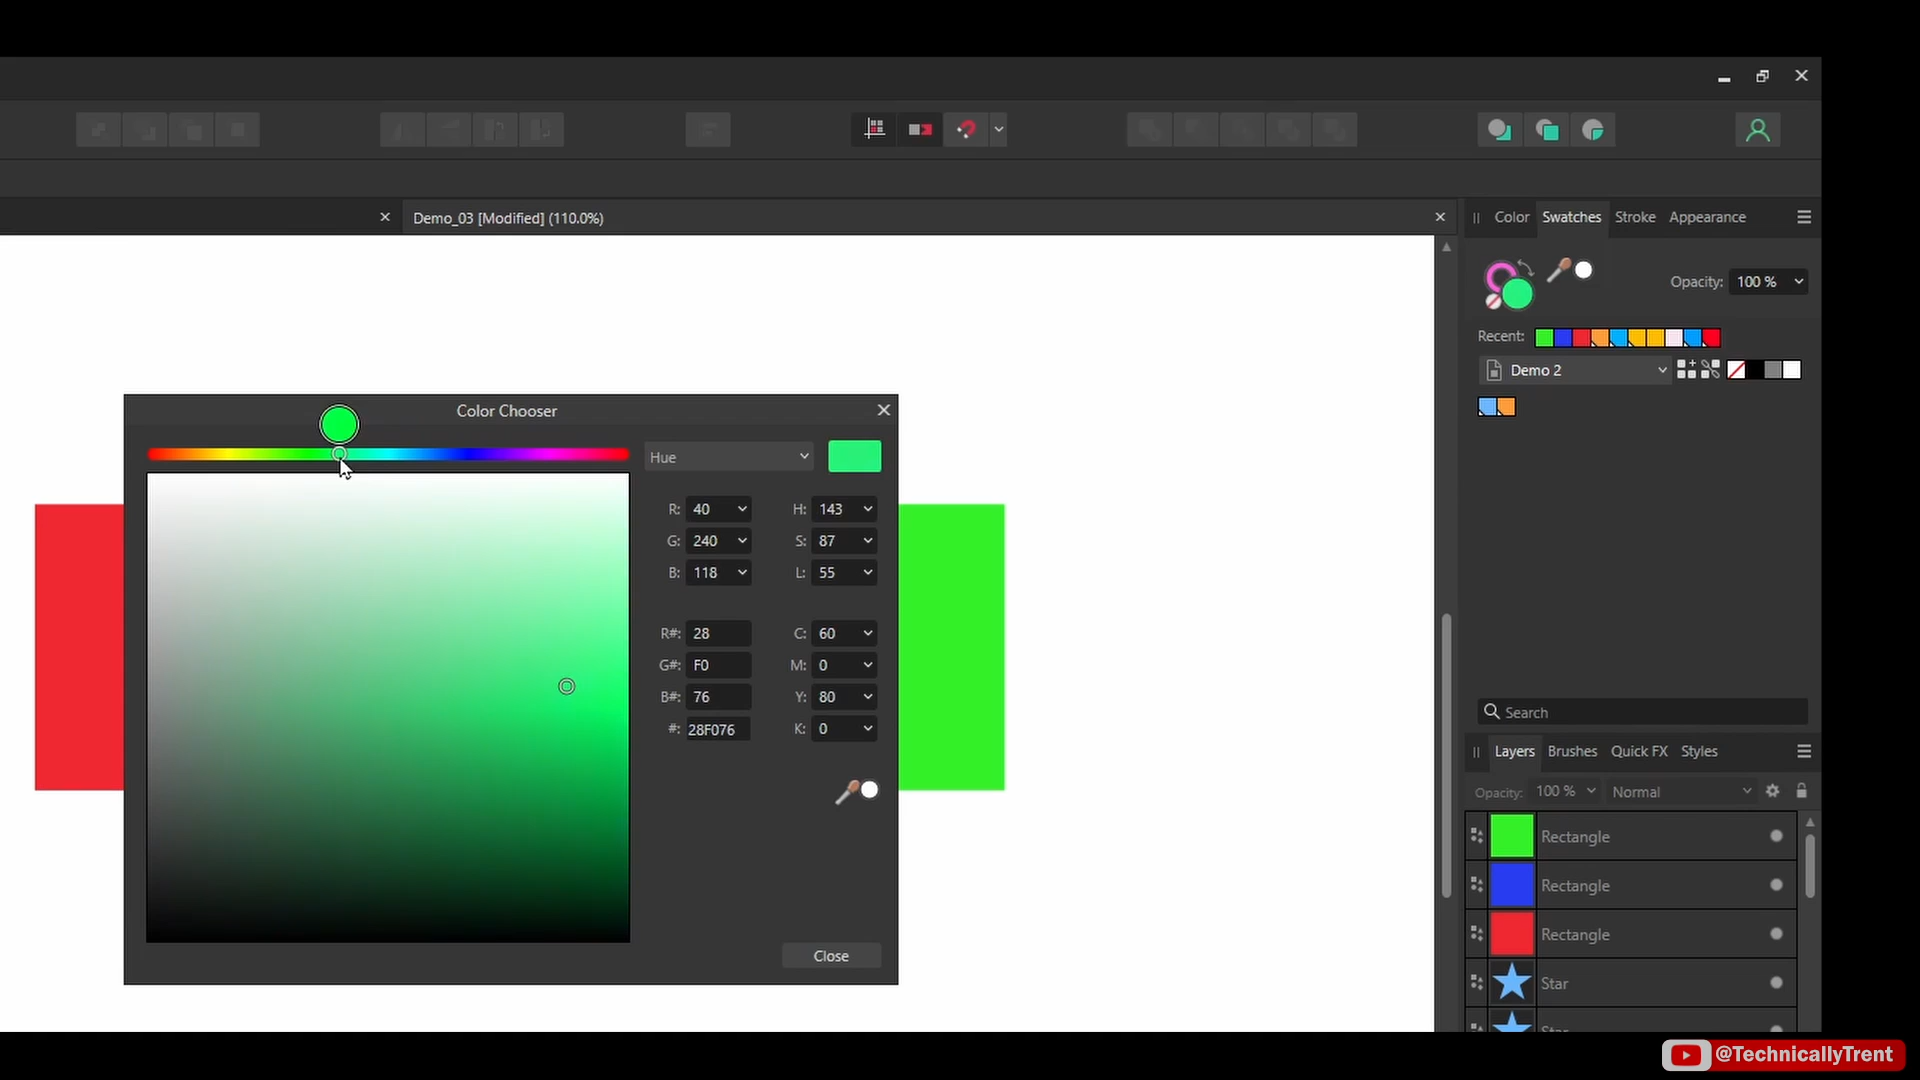 Demo_03 [Modified] (110.0%)
Color Swatches Stroke Appearance
Opacity: 100 %
Recent:
Demo 2
Color Chooser
Hue
R: 40 H: 143
G: 240 S: 87
B: 118 L: 55
R#: 28 C: 60
G#: F0 M: 0
B#: 76 Y: 80
#: 28F076 K: 0
Close
Search
Layers Brushes Quick FX Styles
Opacity: 100 % Normal
Rectangle
Rectangle
Rectangle
Star
@TechnicallyTrent